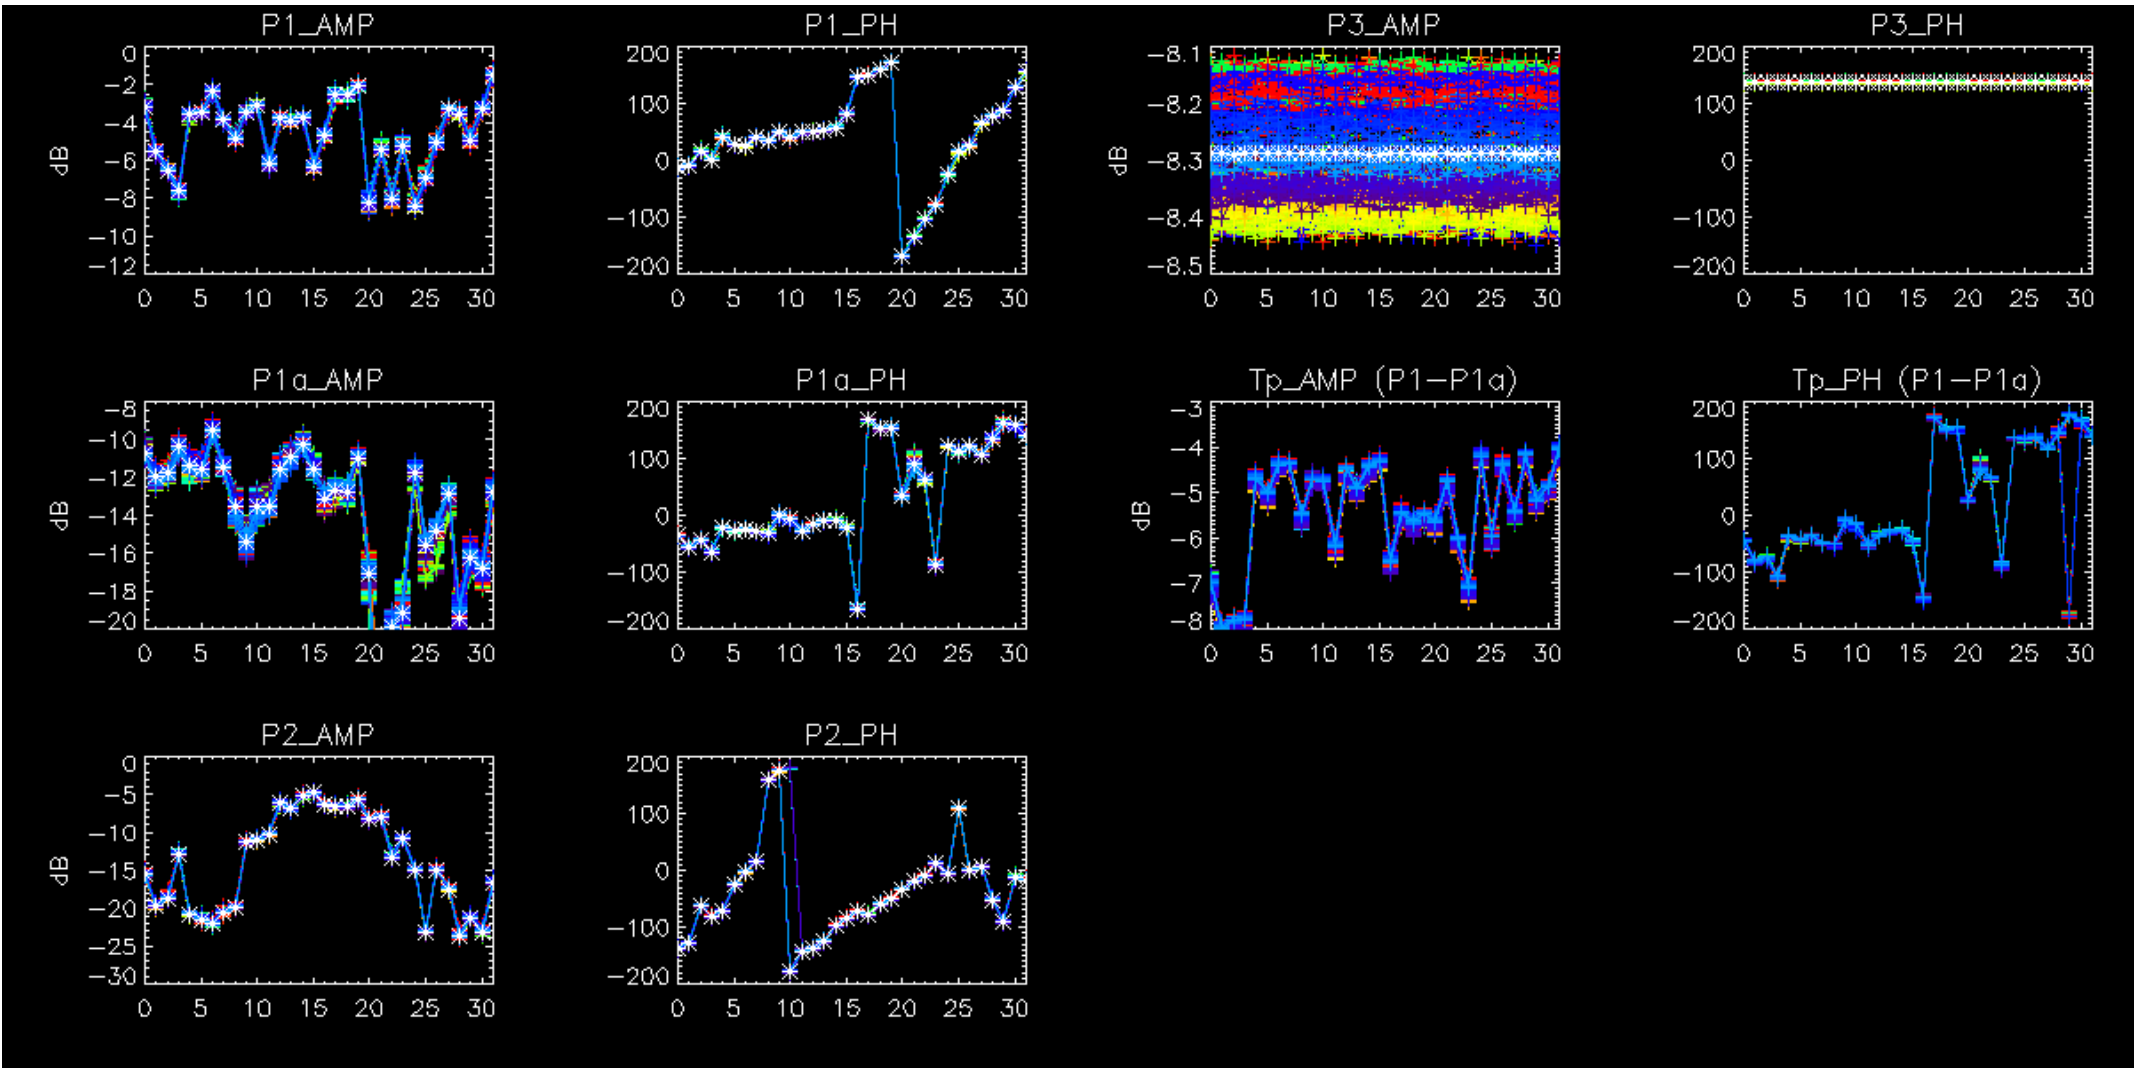 P1_AMP
0
−2
−4
−6
−8
−10
−12
dB
0 5 10 15 20 25 30
P1_PH
200
100
0
−100
−200
0 5 10 15 20 25 30
P3_AMP
−8.1
−8.2
−8.3
−8.4
−8.5
dB
0 5 10 15 20 25 30
P3_PH
200
100
0
−100
−200
0 5 10 15 20 25 30
P1a_AMP
−8
−10
−12
−14
−16
−18
−20
dB
0 5 10 15 20 25 30
P1a_PH
200
100
0
−100
−200
0 5 10 15 20 25 30
Tp_AMP (P1−P1a)
−3
−4
−5
−6
−7
−8
dB
0 5 10 15 20 25 30
Tp_PH (P1−P1a)
200
100
0
−100
−200
0 5 10 15 20 25 30
P2_AMP
0
−5
−10
−15
−20
−25
−30
dB
0 5 10 15 20 25 30
P2_PH
200
100
0
−100
−200
0 5 10 15 20 25 30